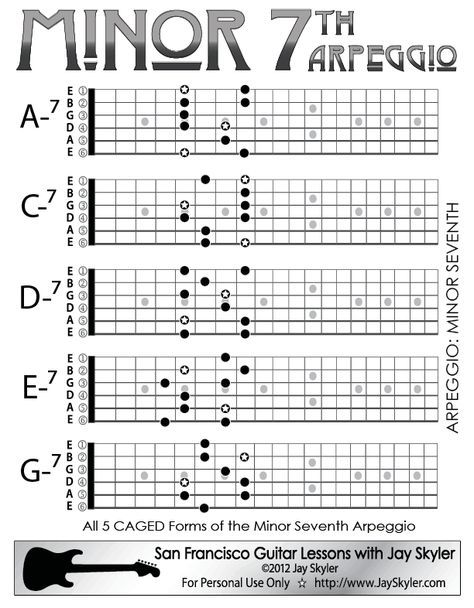 MINOR 7TH
ARPEGGIO
A-7
E ①
B ②
G ③
D ④
A ⑤
E ⑥
C-7
E ①
B ②
G ③
D ④
A ⑤
E ⑥
D-7
E ①
B ②
G ③
D ④
A ⑤
E ⑥
E-7
E ①
B ②
G ③
D ④
A ⑤
E ⑥
G-7
E ①
B ②
G ③
D ④
A ⑤
E ⑥
ARPEGGIO: MINOR SEVENTH
All 5 CAGED Forms of the Minor Seventh Arpeggio
San Francisco Guitar Lessons with Jay Skyler
©2012 Jay Skyler
For Personal Use Only ☆ http://www.JaySkyler.com